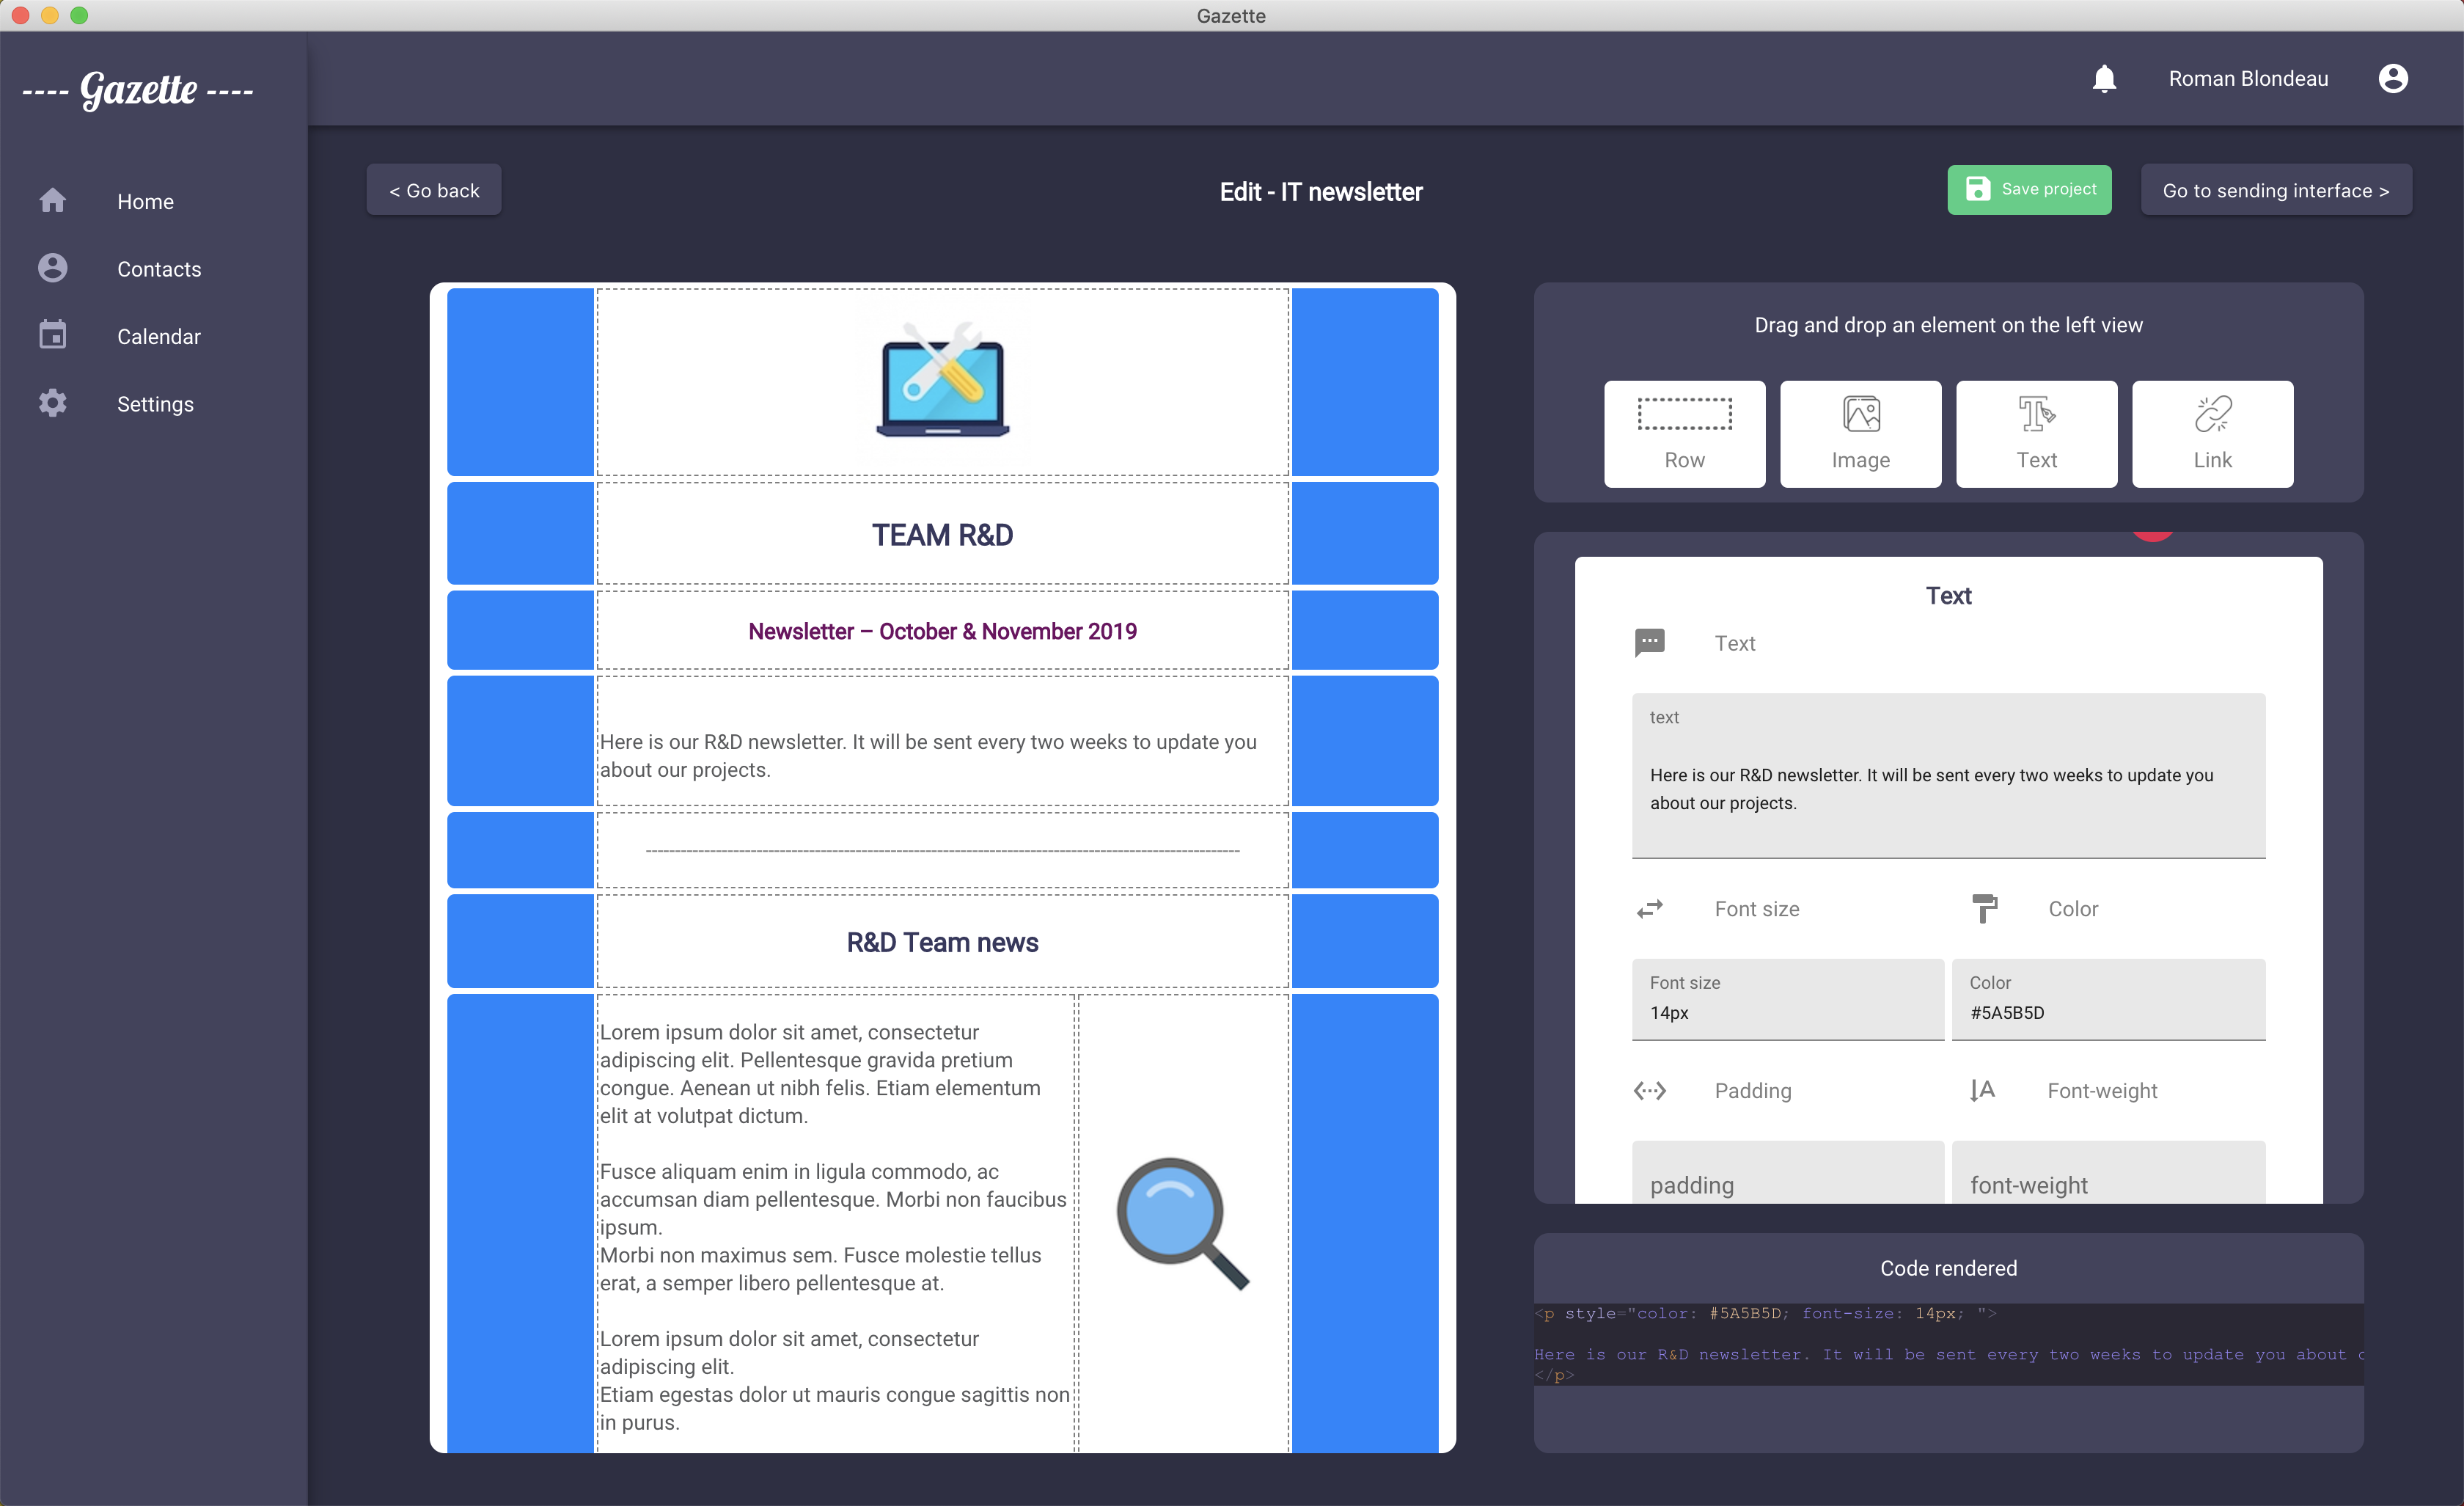 Gazette
---- Gazette ----
Roman Blondeau
Home
Contacts
Calendar
Settings
< Go back
Edit - IT newsletter
Save project
Go to sending interface >
TEAM R&D
Newsletter – October & November 2019
Here is our R&D newsletter. It will be sent every two weeks to update you
about our projects.
R&D Team news
Lorem ipsum dolor sit amet, consectetur
adipiscing elit. Pellentesque gravida pretium
congue. Aenean ut nibh felis. Etiam elementum
elit at volutpat dictum.
Fusce aliquam enim in ligula commodo, ac
accumsan diam pellentesque. Morbi non faucibus
ipsum.
Morbi non maximus sem. Fusce molestie tellus
erat, a semper libero pellentesque at.
Lorem ipsum dolor sit amet, consectetur
adipiscing elit.
Etiam egestas dolor ut mauris congue sagittis non
in purus.
Drag and drop an element on the left view
Row
Image
Text
Link
Text
Text
text
Here is our R&D newsletter. It will be sent every two weeks to update you
about our projects.
Font size
Color
Font size
14px
Color
#5A5B5D
Padding
Font-weight
padding
font-weight
Code rendered
<p style="color: #5A5B5D; font-size: 14px; ">
Here is our R&D newsletter. It will be sent every two weeks to update you about
</p>